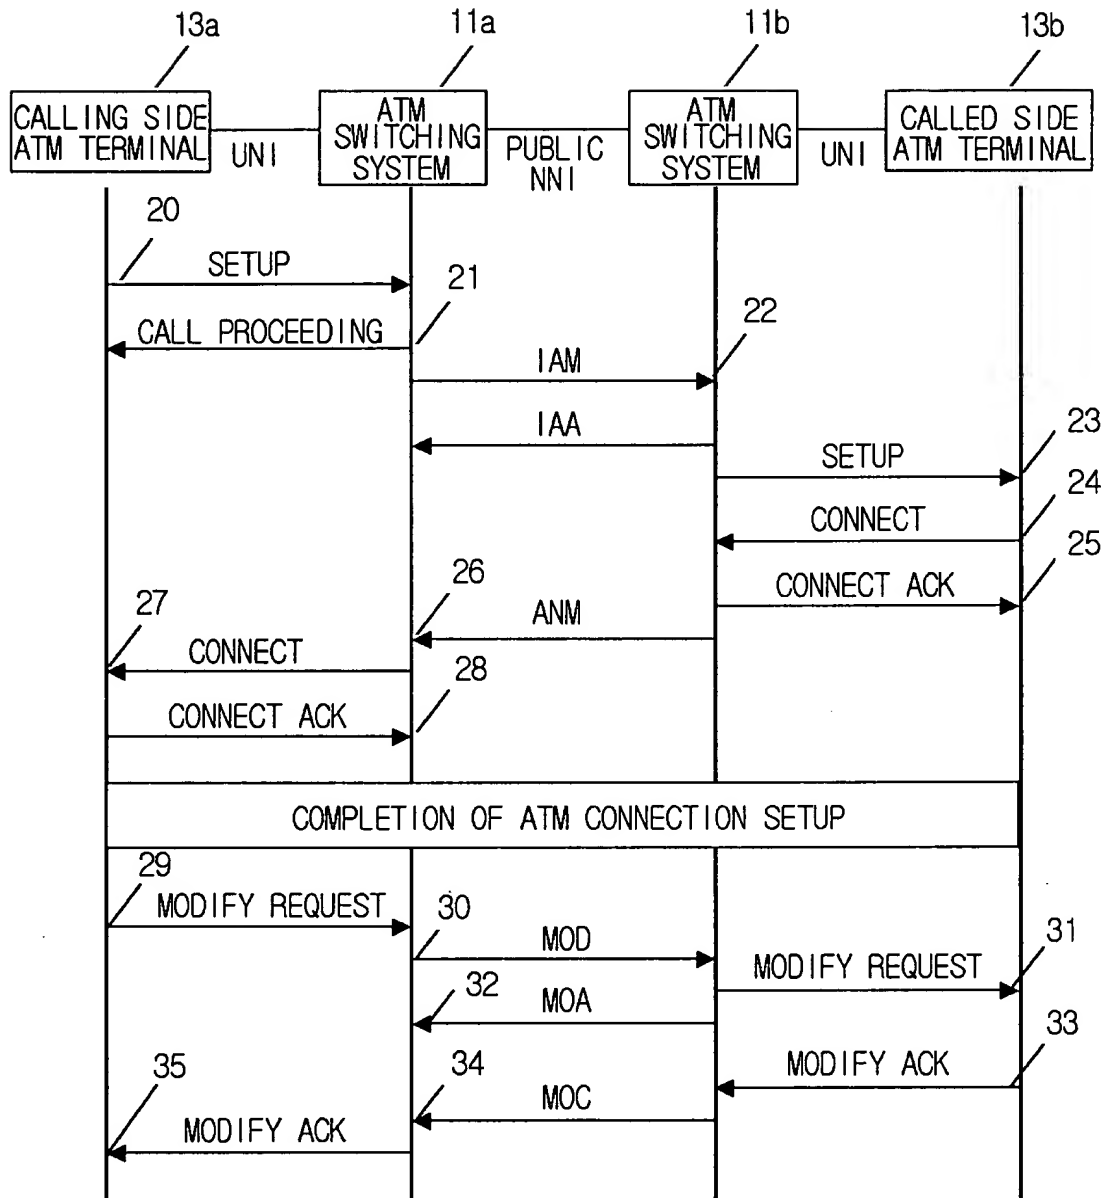 13a
11a
11b
13b
CALLING SIDE
ATM TERMINAL
UNI
ATM
SWITCHING
SYSTEM
PUBLIC
NNI
ATM
SWITCHING
SYSTEM
UNI
CALLED SIDE
ATM TERMINAL
20
SETUP
21
CALL PROCEEDING
22
IAM
IAA
23
SETUP
24
CONNECT
25
CONNECT ACK
26
ANM
27
CONNECT
28
CONNECT ACK
COMPLETION OF ATM CONNECTION SETUP
29
MODIFY REQUEST
30
MOD
31
MODIFY REQUEST
32
MOA
33
MODIFY ACK
34
MOC
35
MODIFY ACK